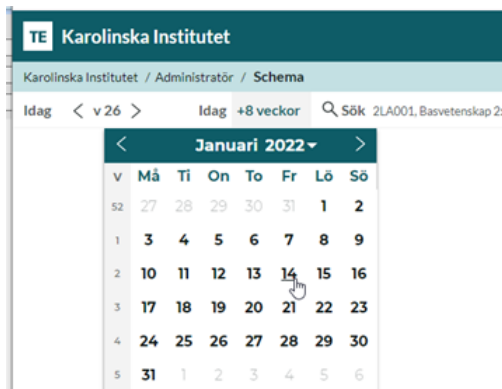 TE Karolinska Institutet
Karolinska Institutet / Administratör / Schema
Idag < v 26 > Idag +8 veckor Sök 2LA001, Basvetenskap 2:
< Januari 2022 >
V Må Ti On To Fr Lö Sö
52 27 28 29 30 31 1 2
1 3 4 5 6 7 8 9
2 10 11 12 13 14 15 16
3 17 18 19 20 21 22 23
4 24 25 26 27 28 29 30
5 31 1 2 3 4 5 6